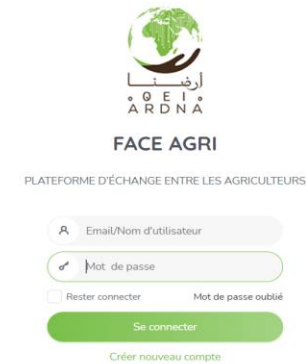 أرضنا
ARDNA
FACE AGRI
PLATEFORME D'ÉCHANGE ENTRE LES AGRICULTEURS
Email/Nom d'utilisateur
Mot de passe
Rester connecter Mot de passe oublié
Se connecter
Créer nouveau compte